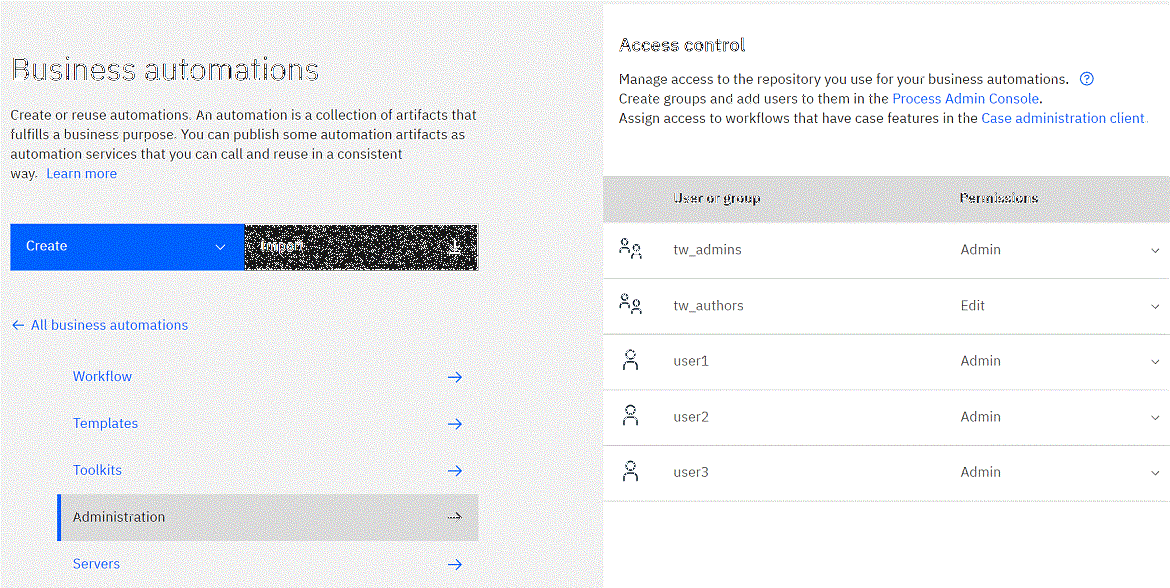 Business automations
Create or reuse automations. An automation is a collection of artifacts that
fulfills a business purpose. You can publish some automation artifacts as
automation services that you can call and reuse in a consistent
way. Learn more
Create
Import
All business automations
Workflow
Templates
Toolkits
Administration
Servers
Access control
Manage access to the repository you use for your business automations.
Create groups and add users to them in the Process Admin Console.
Assign access to workflows that have case features in the Case administration client.
User or group Permissions
tw_admins Admin
tw_authors Edit
user1 Admin
user2 Admin
user3 Admin